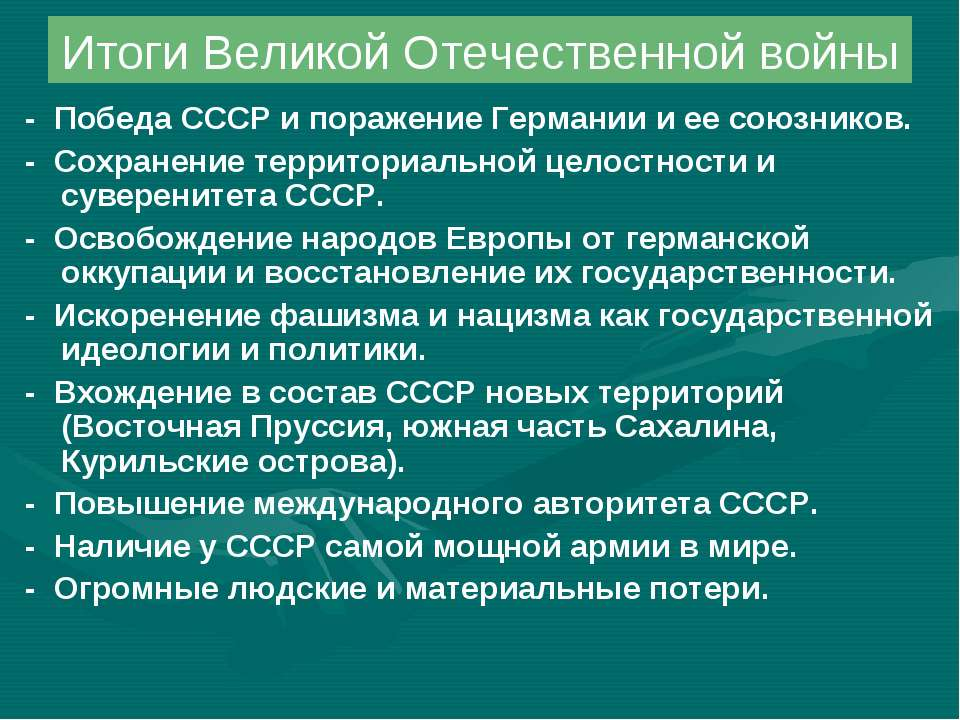 Итоги Великой Отечественной войны
- Победа СССР и поражение Германии и ее союзников.
- Сохранение территориальной целостности и
суверенитета СССР.
- Освобождение народов Европы от германской
оккупации и восстановление их государственности.
- Искоренение фашизма и нацизма как государственной
идеологии и политики.
- Вхождение в состав СССР новых территорий
(Восточная Пруссия, южная часть Сахалина,
Курильские острова).
- Повышение международного авторитета СССР.
- Наличие у СССР самой мощной армии в мире.
- Огромные людские и материальные потери.